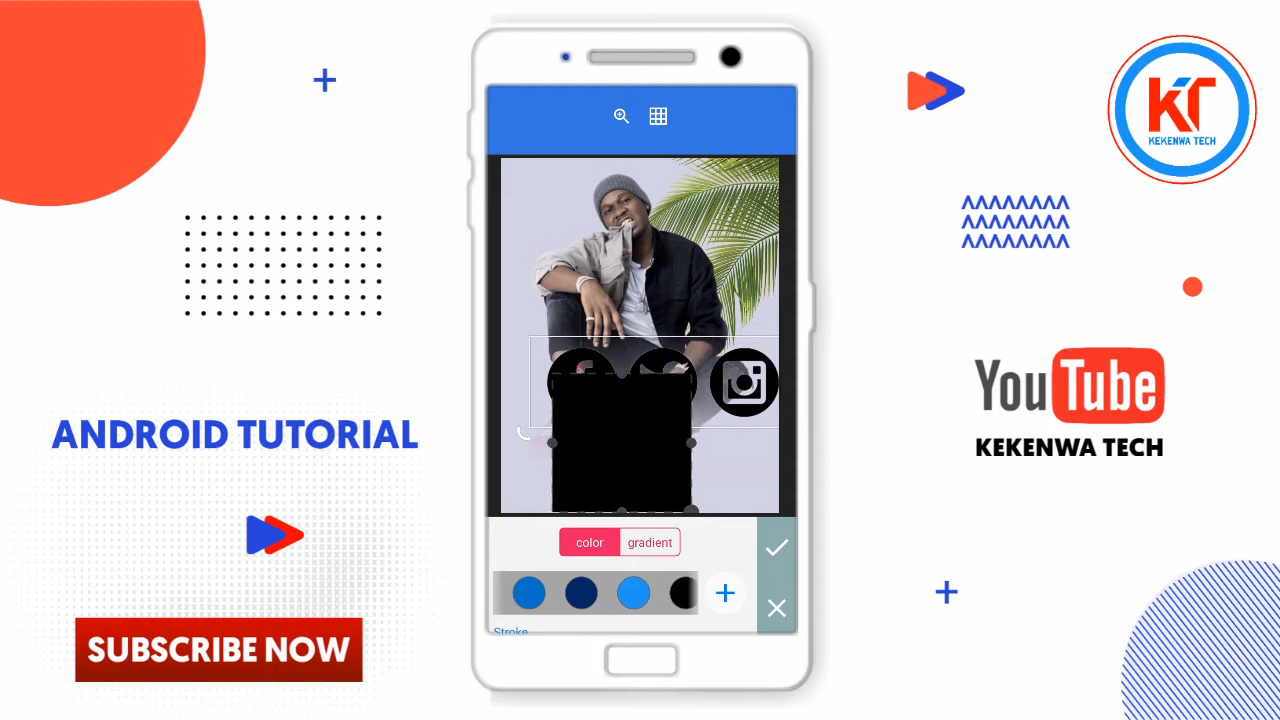 KT
KEKENWA TECH
YouTube
KEKENWA TECH
ANDROID TUTORIAL
SUBSCRIBE NOW
color
gradient
Stroke